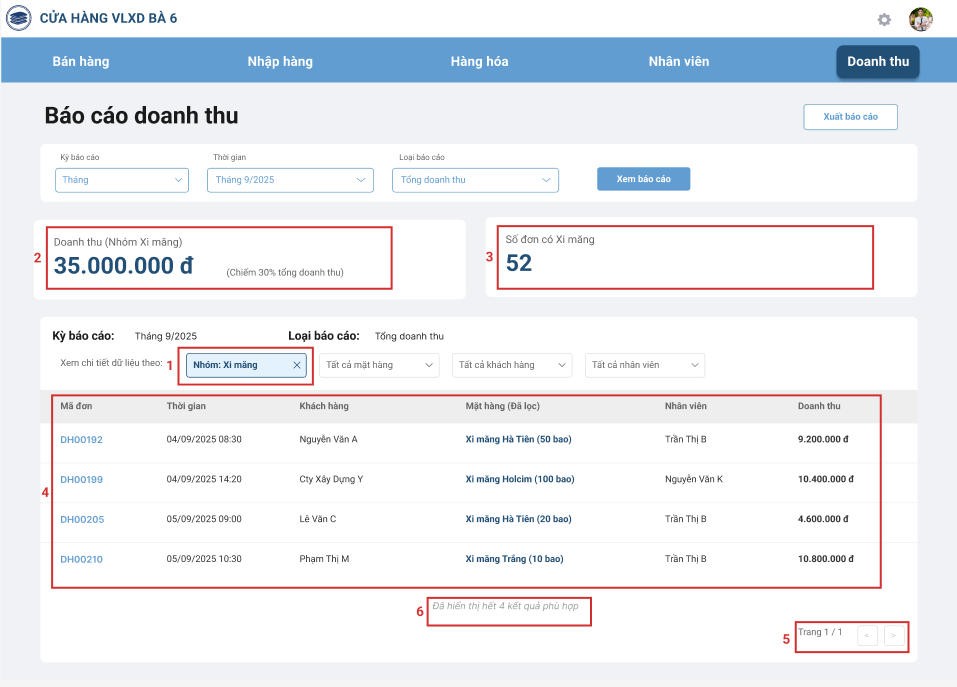 CỬA HÀNG VLXD BÀ 6
Bán hàng Nhập hàng Hàng hóa Nhân viên Doanh thu
Báo cáo doanh thu
Xuất báo cáo
Kỳ báo cáo Thời gian Loại báo cáo
Tháng Tháng 9/2025 Tổng doanh thu Xem báo cáo
Doanh thu (Nhóm Xi măng)
2
35.000.000 đ (Chiếm 30% tổng doanh thu)
Số đơn có Xi măng
3
52
Kỳ báo cáo: Tháng 9/2025 Loại báo cáo: Tổng doanh thu
Xem chi tiết dữ liệu theo: 1 Nhóm: Xi măng Tất cả mặt hàng Tất cả khách hàng Tất cả nhân viên
Mã đơn Thời gian Khách hàng Mặt hàng (Đã lọc) Nhân viên Doanh thu
DH00192 04/09/2025 08:30 Nguyễn Văn A Xi măng Hà Tiên (50 bao) Trần Thị B 9.200.000 đ
DH00199 04/09/2025 14:20 Cty Xây Dựng Y Xi măng Holcim (100 bao) Nguyễn Văn K 10.400.000 đ
4
DH00205 05/09/2025 09:00 Lê Văn C Xi măng Hà Tiên (20 bao) Trần Thị B 4.600.000 đ
DH00210 05/09/2025 10:30 Phạm Thị M Xi măng Trắng (10 bao) Trần Thị B 10.800.000 đ
6 Đã hiển thị hết 4 kết quả phù hợp
5 Trang 1 / 1 < >